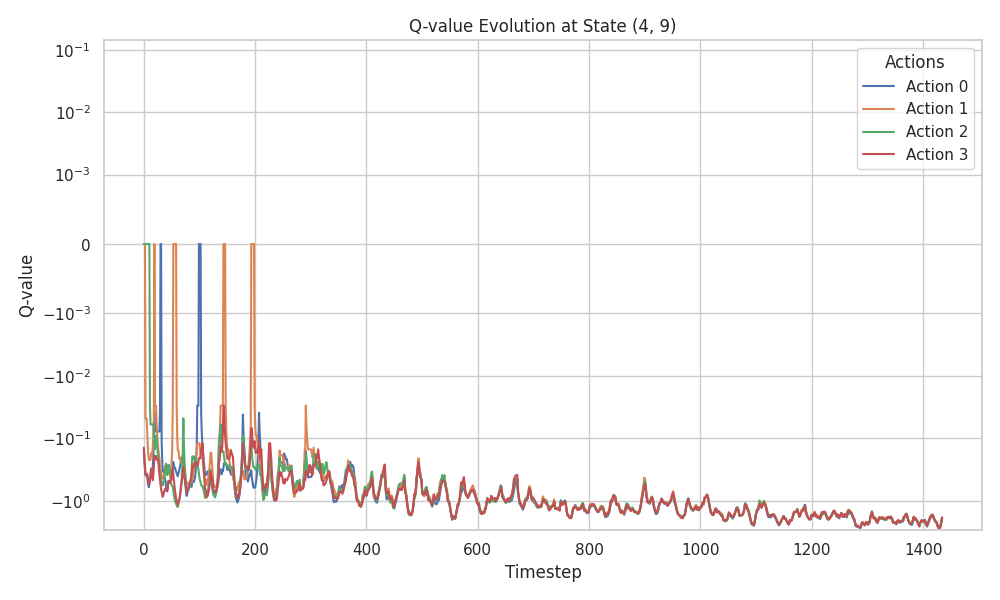 Q-value Evolution at State (4, 9)
Actions
Action 0
Action 1
Action 2
Action 3
Q-value
10⁻¹
10⁻²
10⁻³
0
−10⁻³
−10⁻²
−10⁻¹
−10⁰
0 200 400 600 800 1000 1200 1400
Timestep